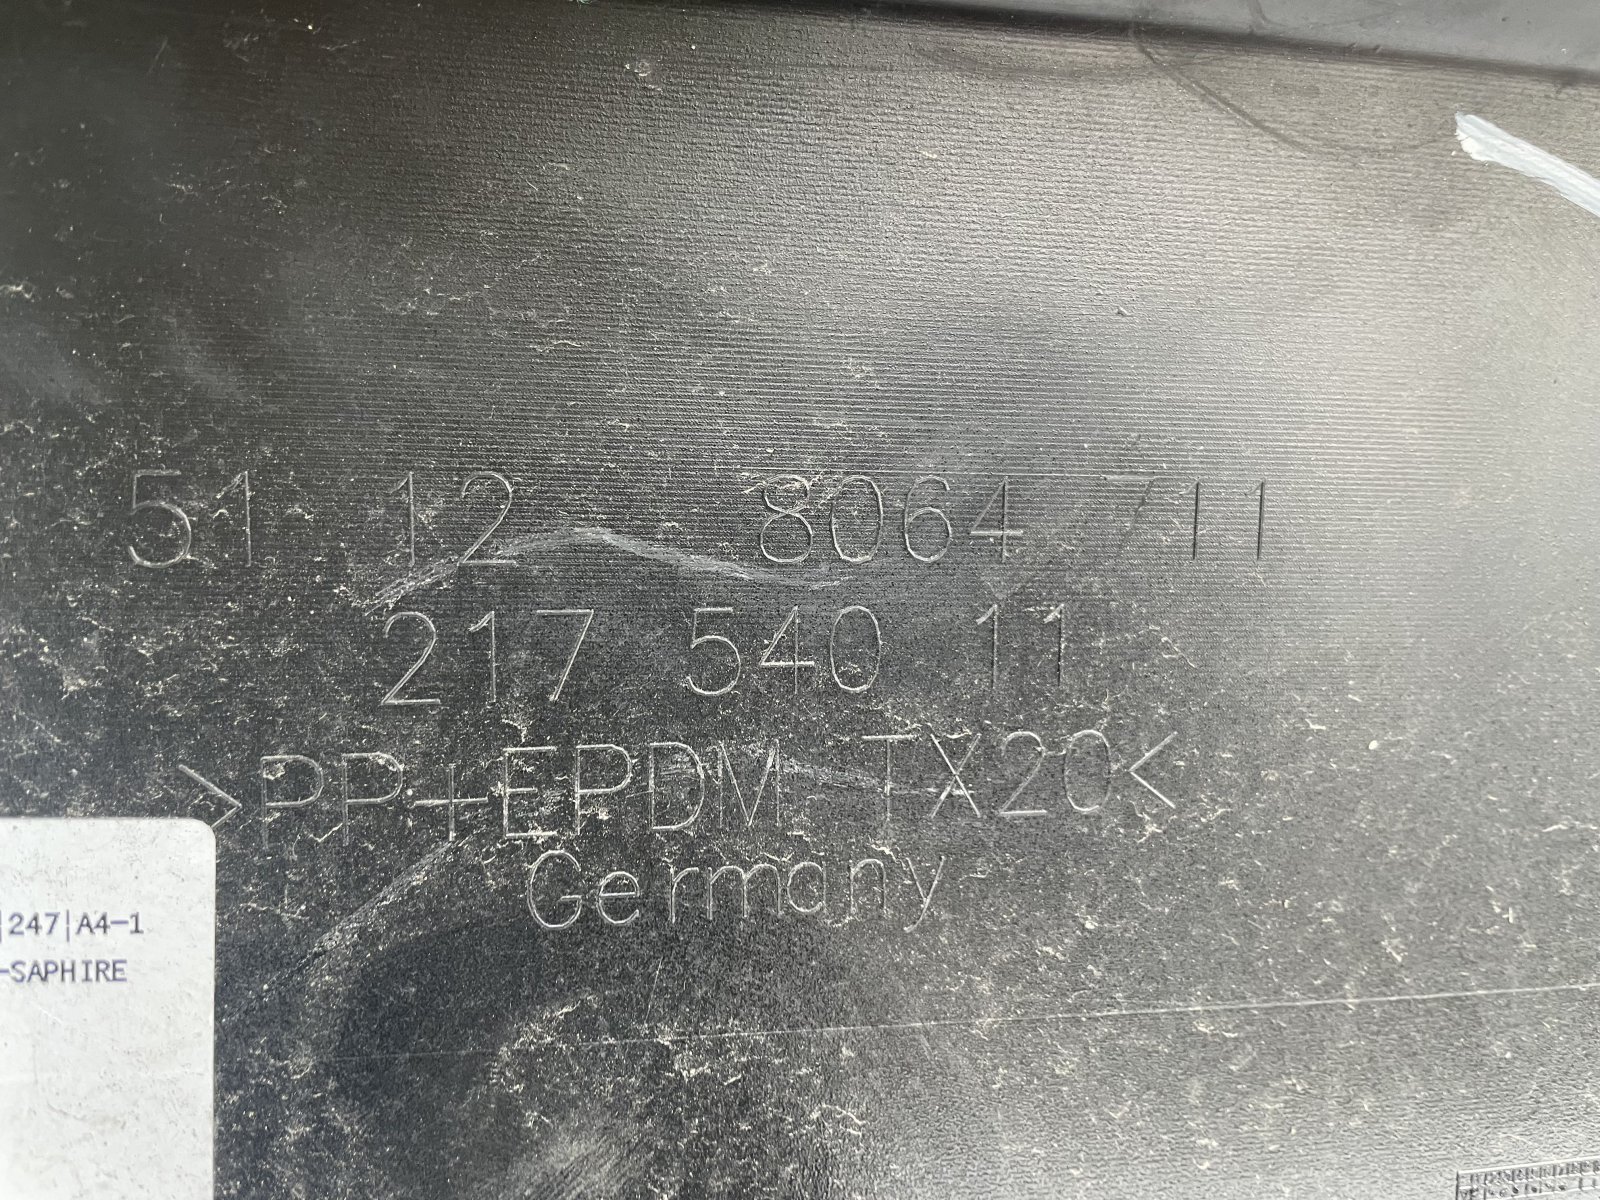 51 12 8064 711
217 540 11
>PP+EPDM TX20<
Germany
|247|A4-1
-SAPHIRE